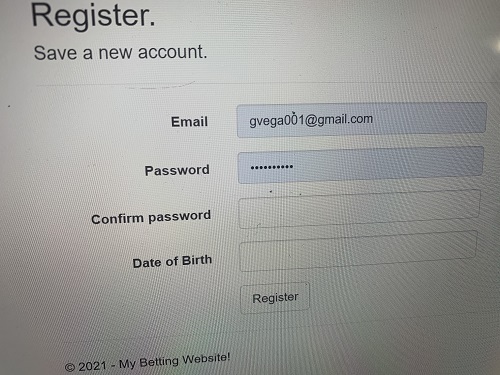 Register.
Save a new account.
Email gvega001@gmail.com
Password ••••••••••
Confirm password
Date of Birth
Register
© 2021 - My Betting Website!